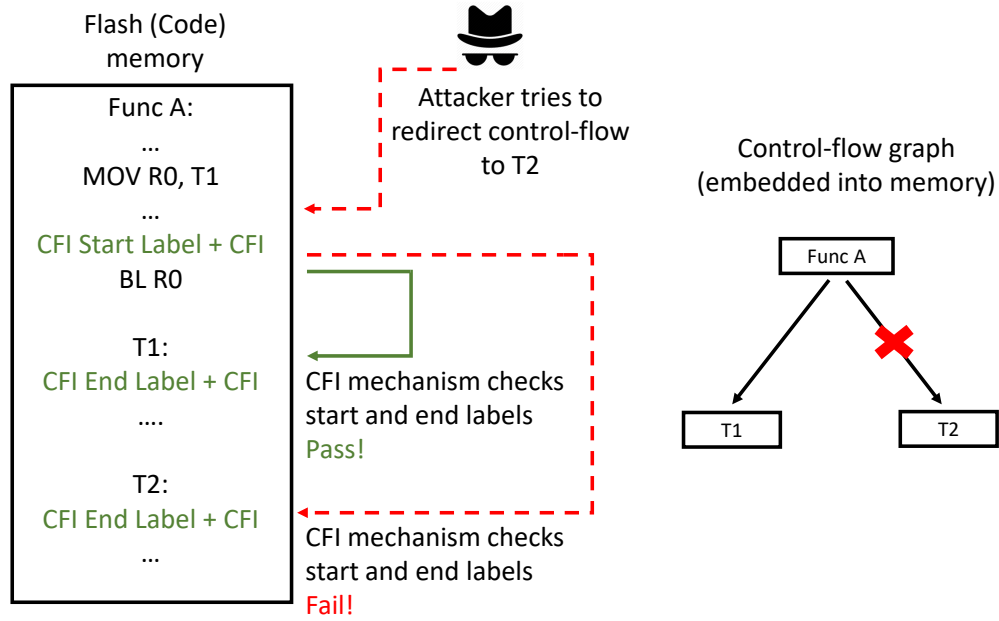 Flash (Code)
memory
Func A:
...
MOV R0, T1
...
CFI Start Label + CFI
BL R0
T1:
CFI End Label + CFI
....
T2:
CFI End Label + CFI
...
Attacker tries to
redirect control-flow
to T2
CFI mechanism checks
start and end labels
Pass!
CFI mechanism checks
start and end labels
Fail!
Control-flow graph
(embedded into memory)
Func A
T1
T2